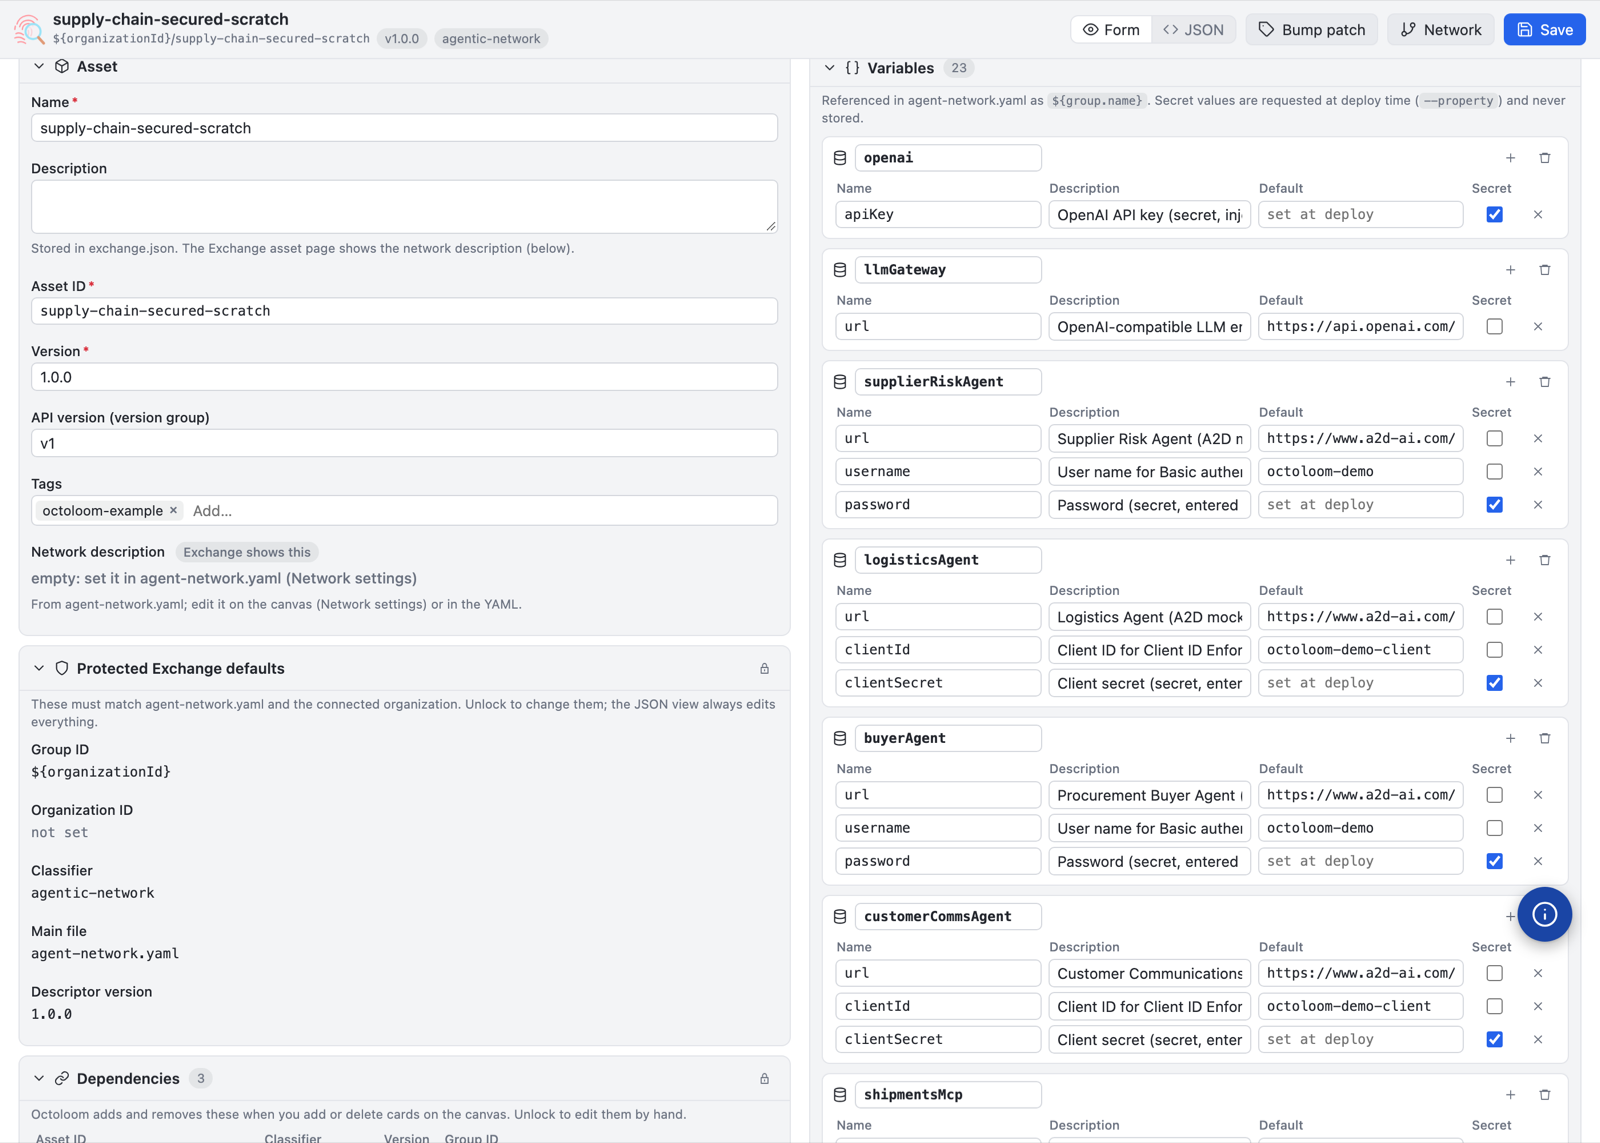 supply-chain-secured-scratch
${organizationId}/supply-chain-secured-scratch v1.0.0 agentic-network
Form JSON Bump patch Network Save
Asset
Name *
supply-chain-secured-scratch
Description
Stored in exchange.json. The Exchange asset page shows the network description (below).
Asset ID *
supply-chain-secured-scratch
Version *
1.0.0
API version (version group)
v1
Tags
octoloom-example × Add...
Network description Exchange shows this
empty: set it in agent-network.yaml (Network settings)
From agent-network.yaml; edit it on the canvas (Network settings) or in the YAML.
Protected Exchange defaults
These must match agent-network.yaml and the connected organization. Unlock to change them; the JSON view always edits
everything.
Group ID
${organizationId}
Organization ID
not set
Classifier
agentic-network
Main file
agent-network.yaml
Descriptor version
1.0.0
Dependencies 3
Octoloom adds and removes these when you add or delete cards on the canvas. Unlock to edit them by hand.
Asset ID Classifier Version Group ID
{} Variables 23
Referenced in agent-network.yaml as ${group.name}. Secret values are requested at deploy time (--property) and never
stored.
openai
Name Description Default Secret
apiKey OpenAI API key (secret, inj set at deploy
llmGateway
Name Description Default Secret
url OpenAI-compatible LLM er https://api.openai.com/
supplierRiskAgent
Name Description Default Secret
url Supplier Risk Agent (A2D n https://www.a2d-ai.com/
username User name for Basic auther octoloom-demo
password Password (secret, entered set at deploy
logisticsAgent
Name Description Default Secret
url Logistics Agent (A2D mock https://www.a2d-ai.com/
clientId Client ID for Client ID Enfor octoloom-demo-client
clientSecret Client secret (secret, enter set at deploy
buyerAgent
Name Description Default Secret
url Procurement Buyer Agent ( https://www.a2d-ai.com/
username User name for Basic auther octoloom-demo
password Password (secret, entered set at deploy
customerCommsAgent
Name Description Default Secret
url Customer Communications https://www.a2d-ai.com/
clientId Client ID for Client ID Enfor octoloom-demo-client
clientSecret Client secret (secret, enter set at deploy
shipmentsMcp
Name Description Default Secret